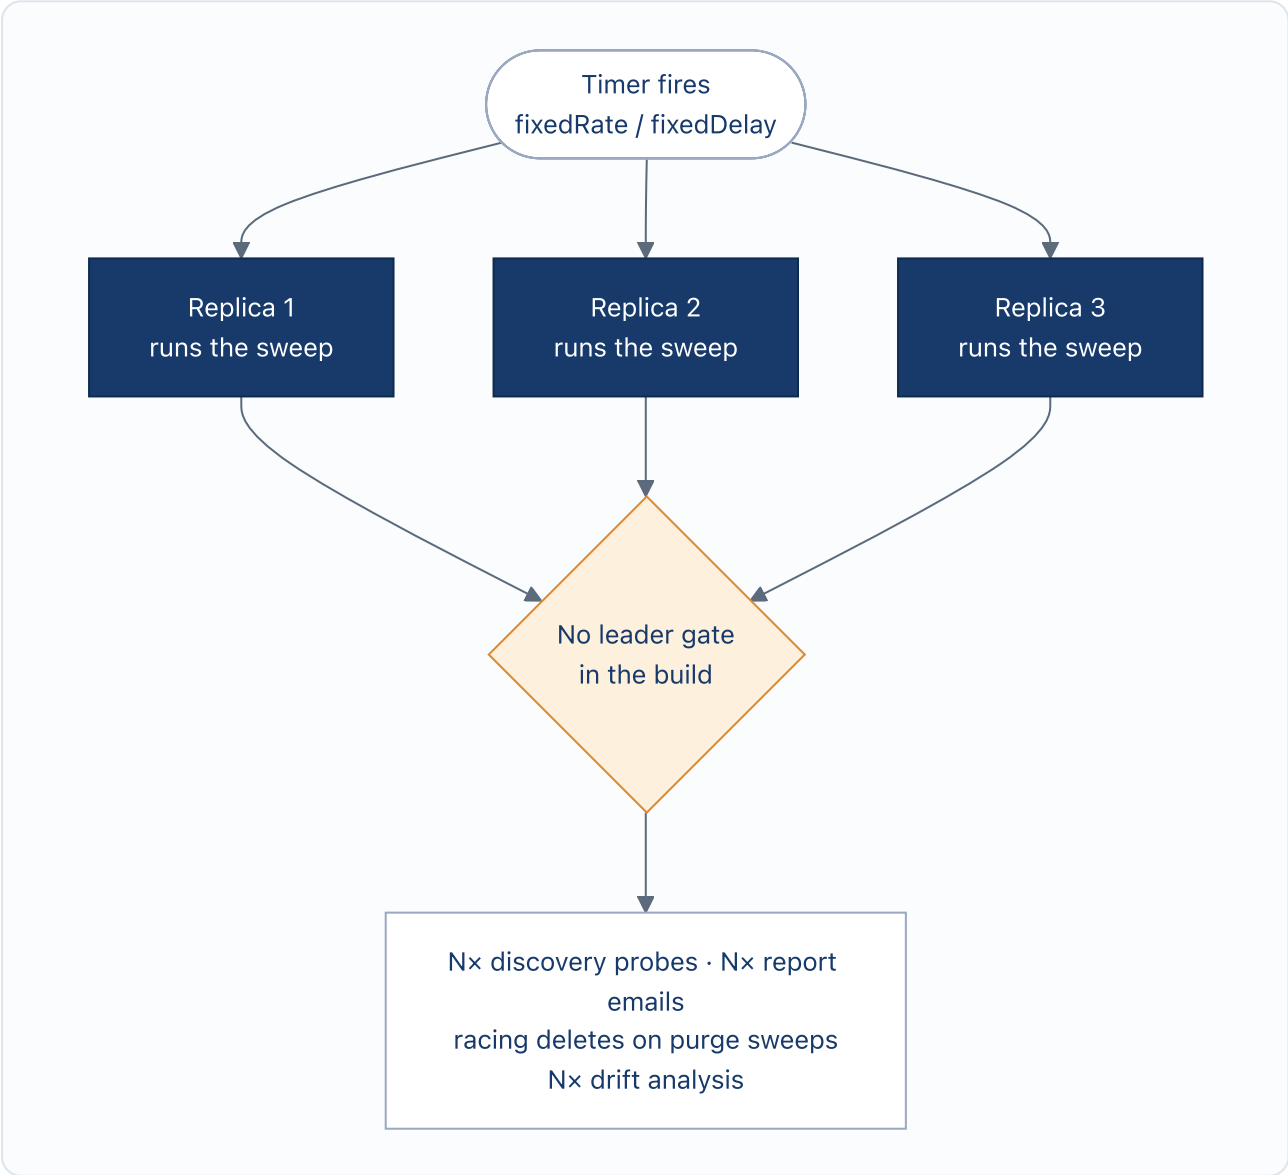 Timer fires
fixedRate / fixedDelay
Replica 1
runs the sweep
Replica 2
runs the sweep
Replica 3
runs the sweep
No leader gate
in the build
N× discovery probes · N× report
emails
racing deletes on purge sweeps
N× drift analysis